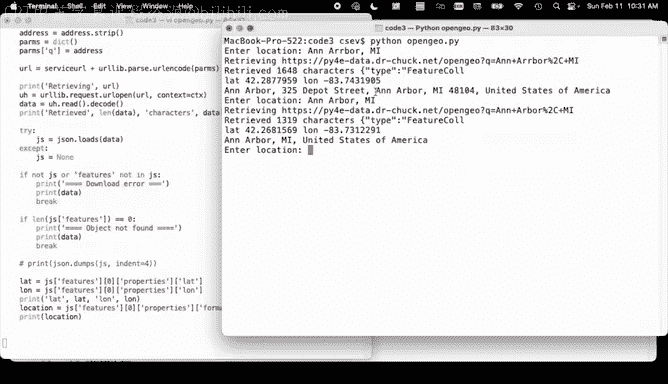 Terminal Shell Edit View Window Help
Sun Feb 11 10:31 AM
@bilibili.com
code3 — vi opengeo.py — 83×30
address = address.strip()
parms = dict()
parms['q'] = address
url = serviceurl + urllib.parse.urlencode(parms)
print('Retrieving', url)
uh = urllib.request.urlopen(url, context=ctx)
data = uh.read().decode()
print('Retrieved', len(data), 'characters', dat
try:
js = json.loads(data)
except:
js = None
if not js or 'features' not in js:
print('==== Download error ===')
print(data)
break
if len(js['features']) == 0:
print('==== Object not found ====')
print(data)
break
# print(json.dumps(js, indent=4))
lat = js['features'][0]['properties']['lat']
lon = js['features'][0]['properties']['lon']
print('lat', lat, 'lon', lon)
location = js['features'][0]['properties']['form
print(location)
code3 — Python opengeo.py — 83×30
MacBook-Pro-522:code3 csev$ python opengeo.py
Enter location: Ann Arrbor, MI
Retrieving https://py4e-data.dr-chuck.net/opengeo?q=Ann+Arrbor%2C+MI
Retrieved 1648 characters {"type":"FeatureColl
lat 42.2877959 lon -83.7431905
Ann Arbor, 325 Depot Street, Ann Arbor, MI 48104, United States of America
Enter location: Ann Arbor, MI
Retrieving https://py4e-data.dr-chuck.net/opengeo?q=Ann+Arbor%2C+MI
Retrieved 1319 characters {"type":"FeatureColl
lat 42.2681569 lon -83.7312291
Ann Arbor, MI, United States of America
Enter location: